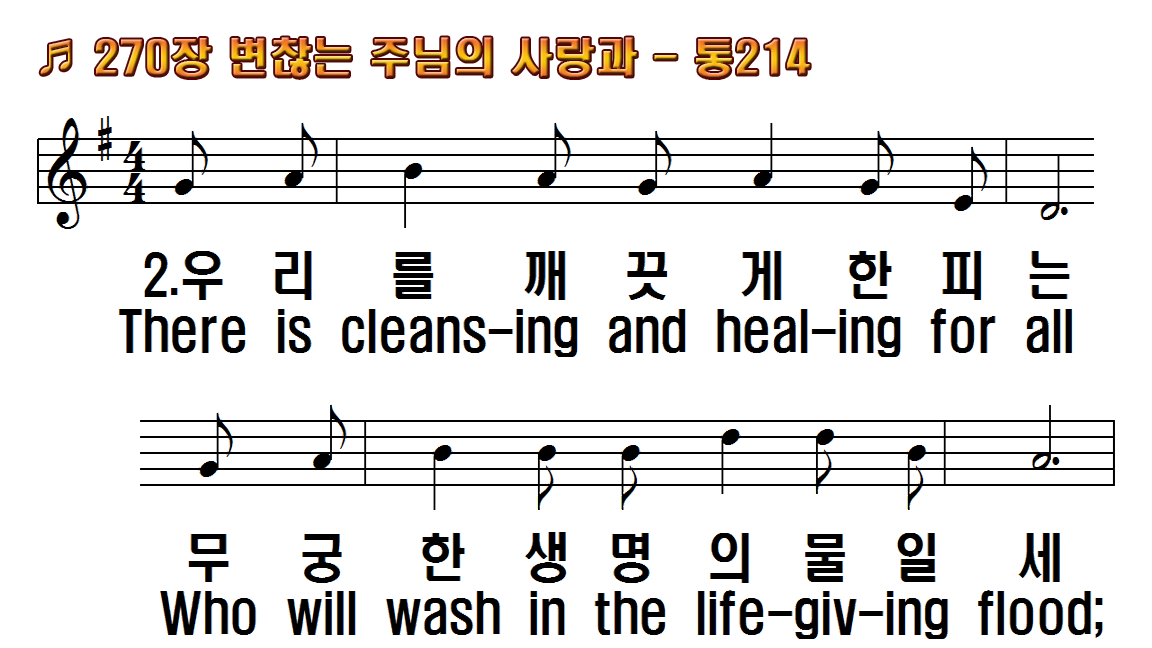 ♬ 270장 변찮는 주님의 사랑과 - 통214
2.우 리 를 깨 끗 게 한 피 는
There is cleans-ing and heal-ing for all
무 궁 한 생 명 의 물 일 세
Who will wash in the life-giv-ing flood;